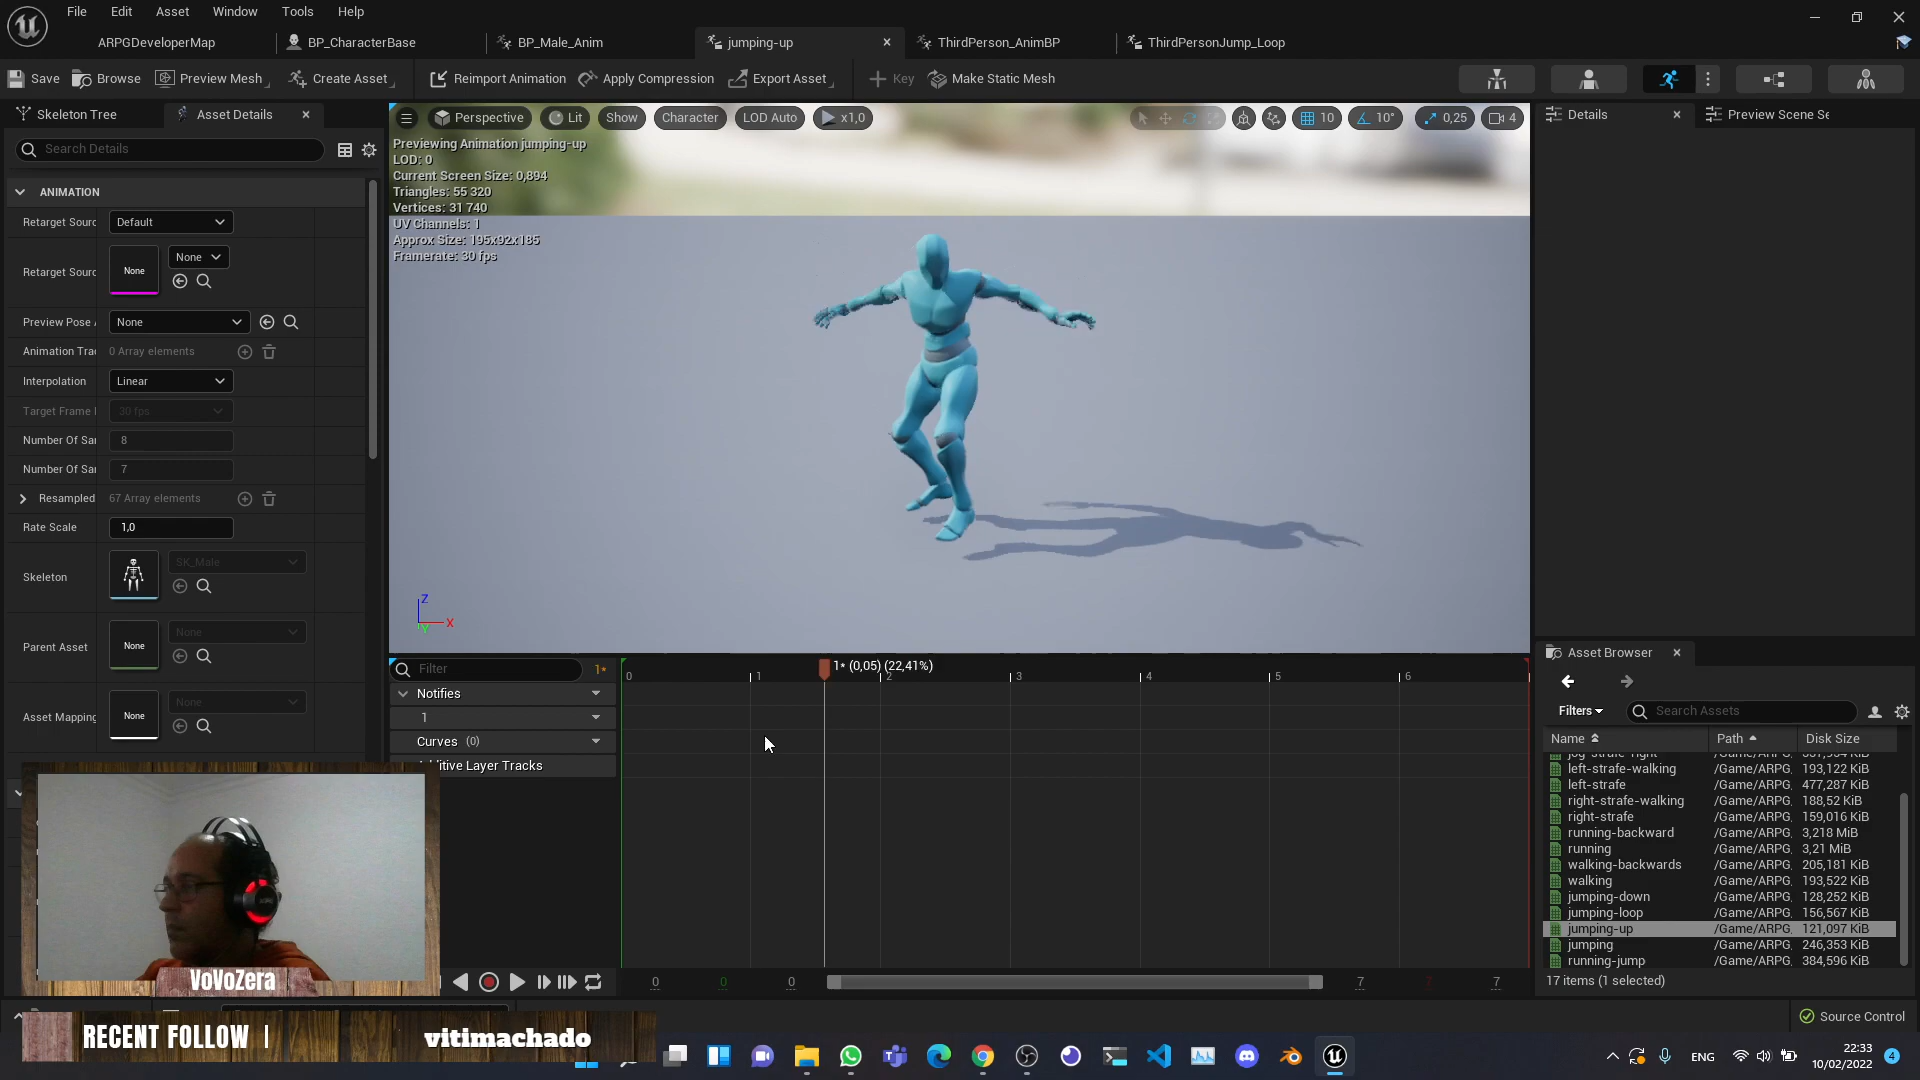 File Edit Asset Window Tools Help
ARPGDeveloperMap BP_CharacterBase BP_Male_Anim jumping-up ThirdPerson_AnimBP ThirdPersonJump_Loop
Save Browse Preview Mesh Create Asset Reimport Animation Apply Compression Export Asset Key Make Static Mesh
Skeleton Tree Asset Details
Search Details
ANIMATION
Retarget Sourc Default
Retarget Sourc None None
Preview Pose A None
Animation Trac 0 Array elements
Interpolation Linear
Target Frame 30 fps
Number Of Sar 8
Number Of Sar 7
Resampled 67 Array elements
Rate Scale 1,0
Skeleton SK_Male
Parent Asset None None
Asset Mapping None None
Perspective Lit Show Character LOD Auto x1,0 10 10° 0,25 4
Previewing Animation jumping-up
LOD: 0
Current Screen Size: 0,894
Triangles: 55 320
Vertices: 31 740
UV Channels: 1
Approx Size: 195x92x185
Framerate: 30 fps
Z
X
Y
Filter 1*
1* (0,05) (22,41%)
0 1 2 3 4 5 6
Notifies
1
Curves (0)
ditive Layer Tracks
0 0 0 7 7 7
Details Preview Scene Se
Asset Browser
Filters Search Assets
Name Path Disk Size
jog-strafe-right /Game/ARPG,
left-strafe-walking /Game/ARPG, 193,122 KiB
left-strafe /Game/ARPG, 477,287 KiB
right-strafe-walking /Game/ARPG, 188,52 KiB
right-strafe /Game/ARPG, 159,016 KiB
running-backward /Game/ARPG, 3,218 MiB
running /Game/ARPG, 3,21 MiB
walking-backwards /Game/ARPG, 205,181 KiB
walking /Game/ARPG, 193,522 KiB
jumping-down /Game/ARPG, 128,252 KiB
jumping-loop /Game/ARPG, 156,567 KiB
jumping-up /Game/ARPG, 121,097 KiB
jumping /Game/ARPG, 246,353 KiB
running-jump /Game/ARPG, 384,596 KiB
17 items (1 selected)
Source Control
VoVoZera
RECENT FOLLOW | vitimachado
ENG 22:33 4
10/02/2022